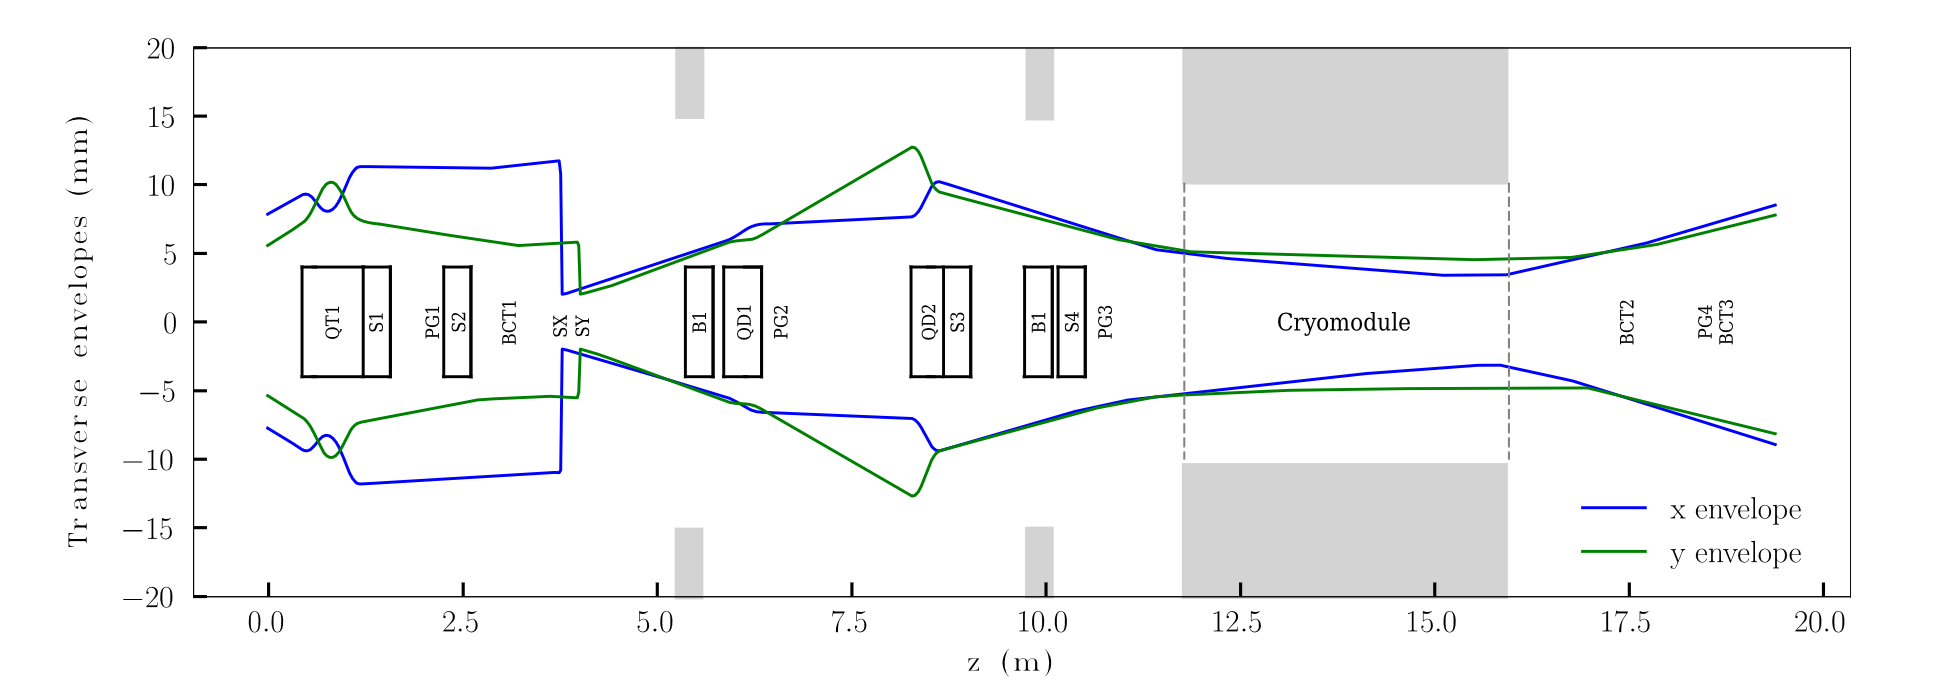 20
15
10
5
0
−5
−10
−15
−20
Transverse envelopes (mm)
QT1
S1
PG1
S2
BCT1
SX
SY
B1
QD1
PG2
QD2
S3
B1
S4
PG3
Cryomodule
BCT2
PG4
BCT3
x envelope
y envelope
0.0 2.5 5.0 7.5 10.0 12.5 15.0 17.5 20.0
z (m)